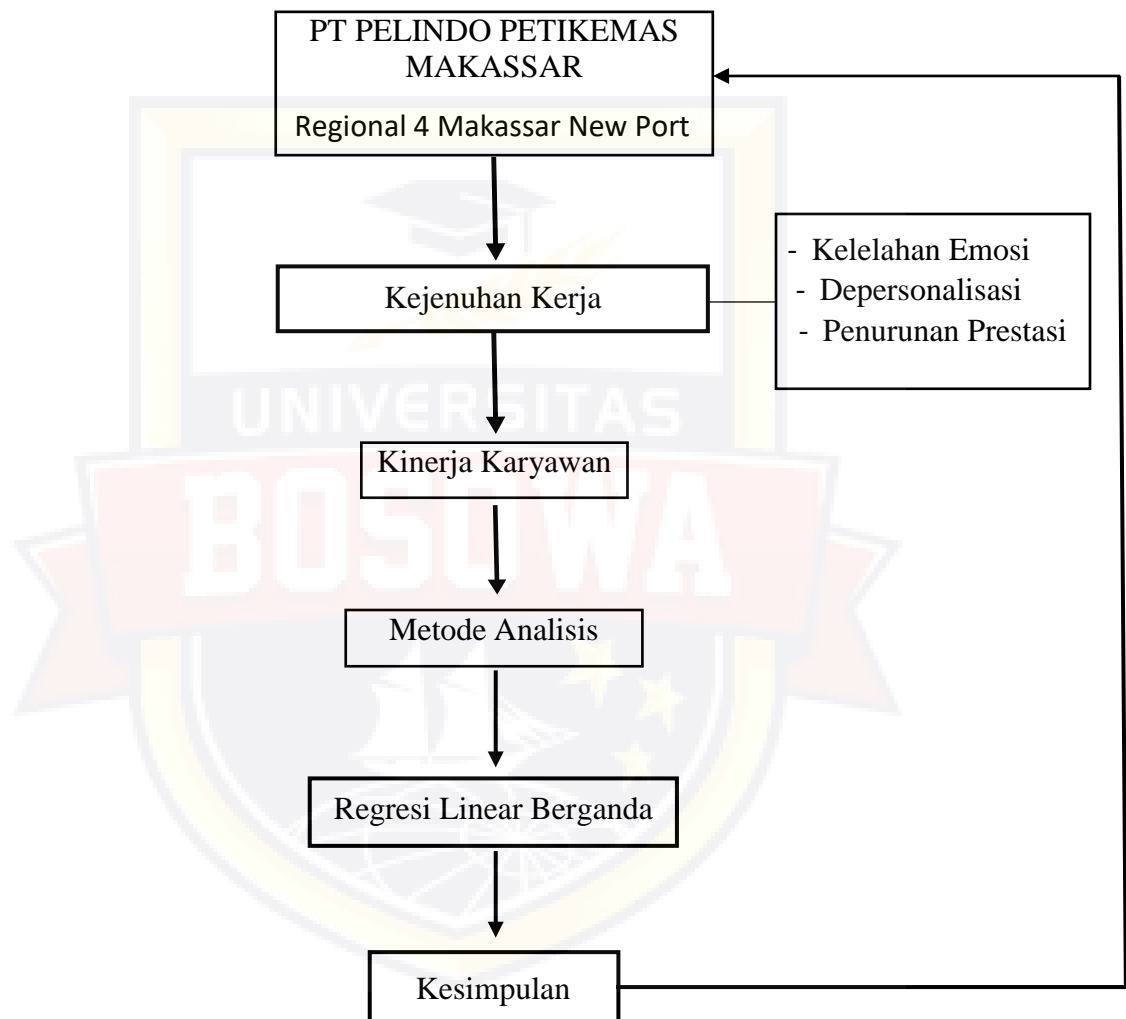 PT PELINDO PETIKEMAS
MAKASSAR
Regional 4 Makassar New Port
Kejenuhan Kerja
- Kelelahan Emosi
- Depersonalisasi
- Penurunan Prestasi
UNIVERSITAS
Kinerja Karyawan
BOSOWA
Metode Analisis
Regresi Linear Berganda
Kesimpulan